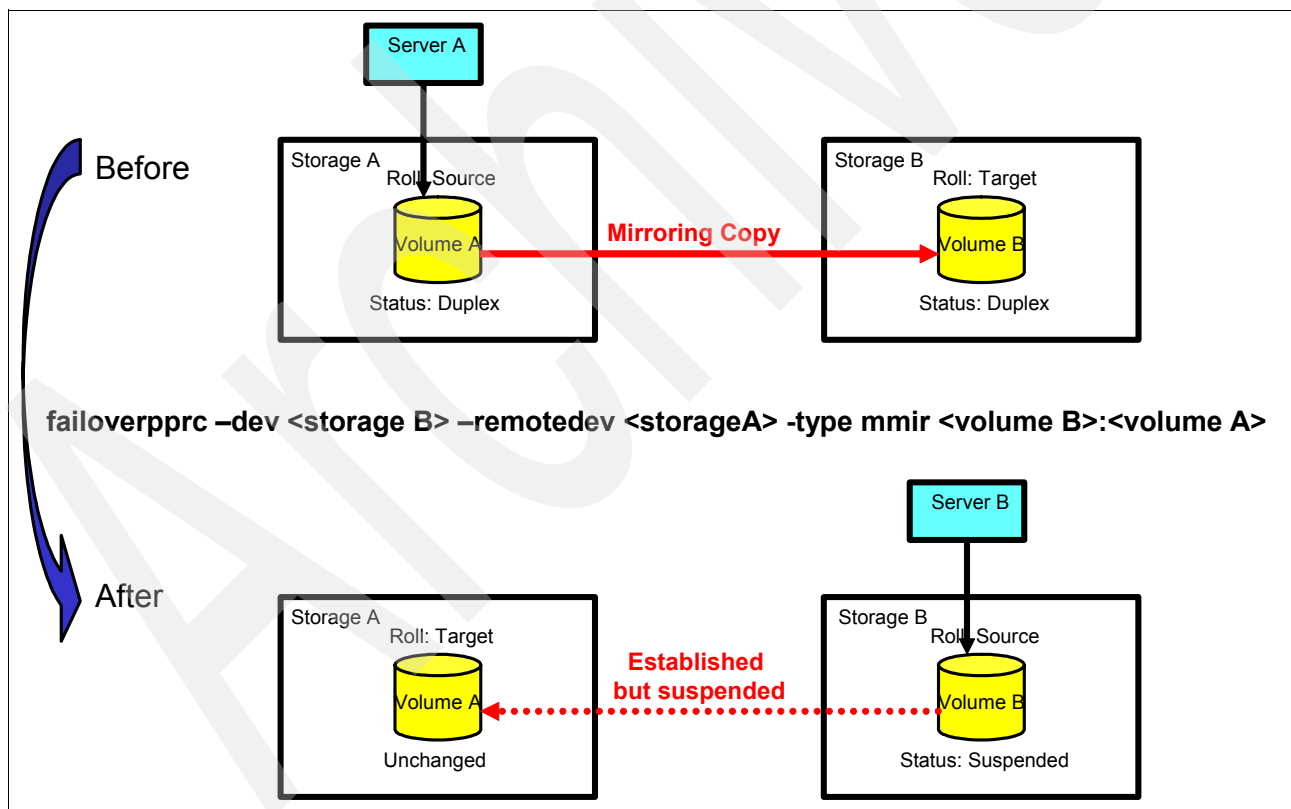 Server A
Before
Storage A
Roll: Source
Volume A
Status: Duplex
Mirroring Copy
Storage B
Roll: Target
Volume B
Status: Duplex
failoverpprc –dev <storage B> –remotedev <storageA> -type mmir <volume B>:<volume A>
Server B
After
Storage A
Roll: Target
Volume A
Unchanged
Established
but suspended
Storage B
Roll: Source
Volume B
Status: Suspended